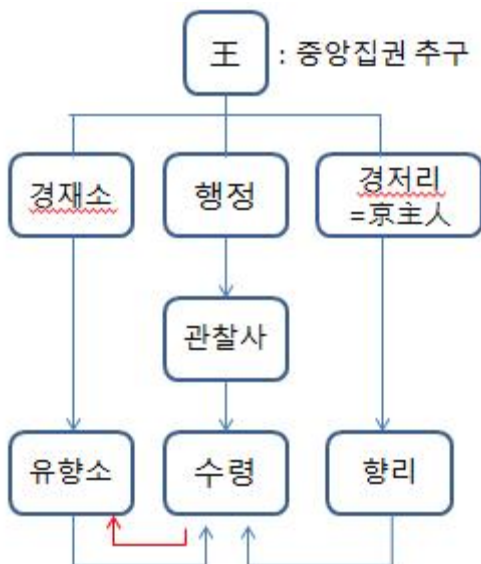 王 : 중앙집권 추구
경재소
행정
경저리
=京主人
관찰사
유향소
수령
향리